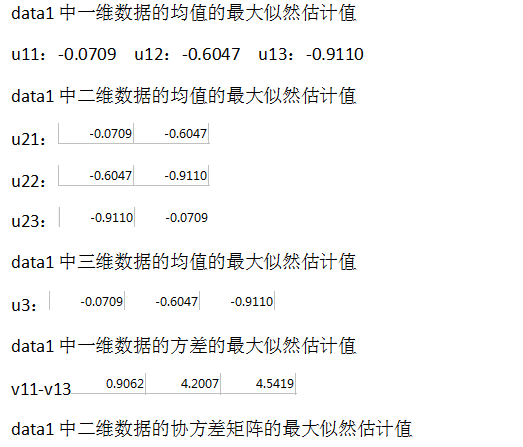 data1 中一维数据的均值的最大似然估计值
u11：-0.0709 u12：-0.6047 u13：-0.9110
data1 中二维数据的均值的最大似然估计值
u21： -0.0709 -0.6047
u22： -0.6047 -0.9110
u23： -0.9110 -0.0709
data1 中三维数据的均值的最大似然估计值
u3： -0.0709 -0.6047 -0.9110
data1 中一维数据的方差的最大似然估计值
v11-v13 0.9062 4.2007 4.5419
data1 中二维数据的协方差矩阵的最大似然估计值